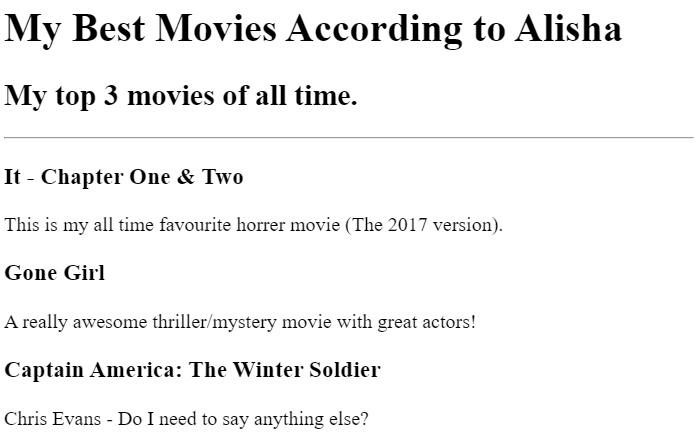 My Best Movies According to Alisha
My top 3 movies of all time.
It - Chapter One & Two
This is my all time favourite horrer movie (The 2017 version).
Gone Girl
A really awesome thriller/mystery movie with great actors!
Captain America: The Winter Soldier
Chris Evans - Do I need to say anything else?